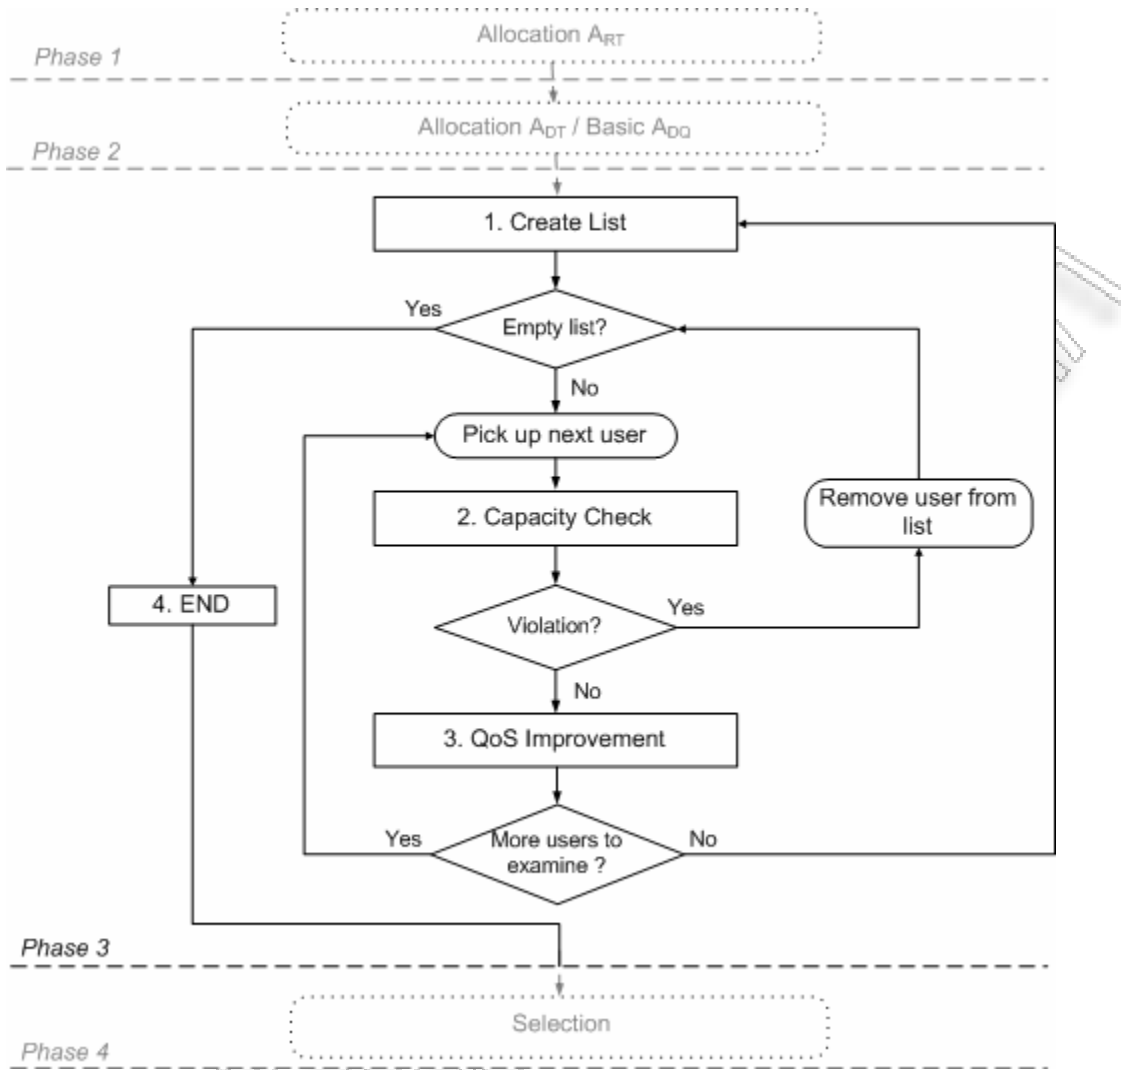 Allocation A_RT
Phase 1
Allocation A_DT / Basic A_DQ
Phase 2
1. Create List
Yes
Empty list?
No
Pick up next user
Remove user from
list
2. Capacity Check
4. END
Yes
Violation?
No
3. QoS Improvement
Yes
More users to
examine ?
No
Phase 3
Selection
Phase 4